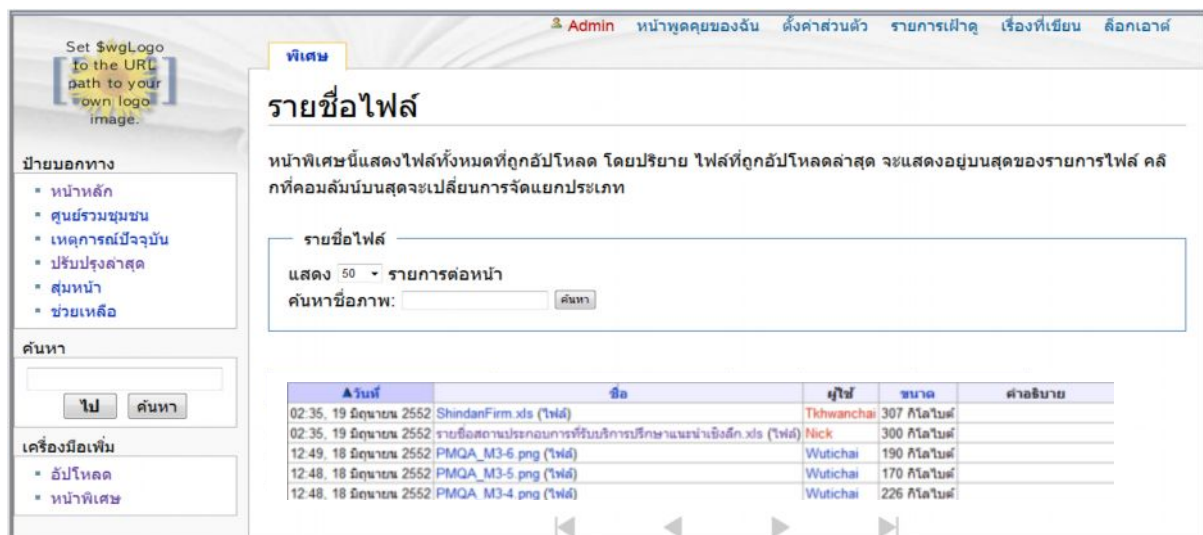 Admin หน้าพูดคุยของฉัน ตั้งค่าส่วนตัว รายการเฝ้าดู เรื่องที่เขียน ล็อกเอาต์
Set $wgLogo
to the URL
path to your
own logo
image.
ป้ายบอกทาง
หน้าหลัก
ศูนย์รวมชุมชน
เหตุการณ์ปัจจุบัน
ปรับปรุงล่าสุด
สุ่มหน้า
ช่วยเหลือ
ค้นหา
ไป ค้นหา
เครื่องมือเพิ่ม
อัปโหลด
หน้าพิเศษ
พิเศษ
รายชื่อไฟล์
หน้าพิเศษนี้แสดงไฟล์ทั้งหมดที่ถูกอัปโหลด โดยปริยาย ไฟล์ที่ถูกอัปโหลดล่าสุด จะแสดงอยู่บนสุดของรายการไฟล์ คลิ
กที่คอมลัมน์บนสุดจะเปลี่ยนการจัดแยกประเภท
รายชื่อไฟล์
แสดง 50 รายการต่อหน้า
ค้นหาชื่อภาพ: ค้นหา
▲วันที่ ชื่อ ผู้ใช้ ขนาด คำอธิบาย
02:35, 19 มิถุนายน 2552 ShindanFirm.xls (ไฟล์) Tkhwanchai 307 กิโลไบต์
02:35, 19 มิถุนายน 2552 รายชื่อสถานประกอบการที่รับบริการปรึกษาแนะนำเชิงลึก.xls (ไฟล์) Nick 300 กิโลไบต์
12:49, 18 มิถุนายน 2552 PMQA_M3-6.png (ไฟล์) Wutichai 190 กิโลไบต์
12:48, 18 มิถุนายน 2552 PMQA_M3-5.png (ไฟล์) Wutichai 170 กิโลไบต์
12:48, 18 มิถุนายน 2552 PMQA_M3-4.png (ไฟล์) Wutichai 226 กิโลไบต์